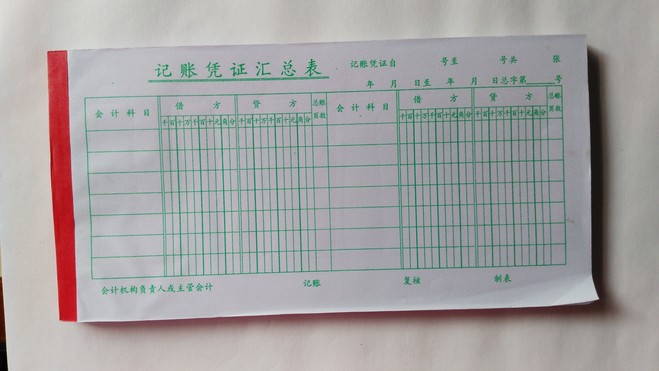 记账凭证汇总表 记账凭证自 号至 号共 张
年 月 日至 年 月 日总字第 号
会计科目 借方 贷方 总账页数 会计科目 借方 贷方 总账页数
千百十万千百十元角分 千百十万千百十元角分 千百十万千百十元角分 千百十万千百十元角分
会计机构负责人或主管会计 记账 复核 制表